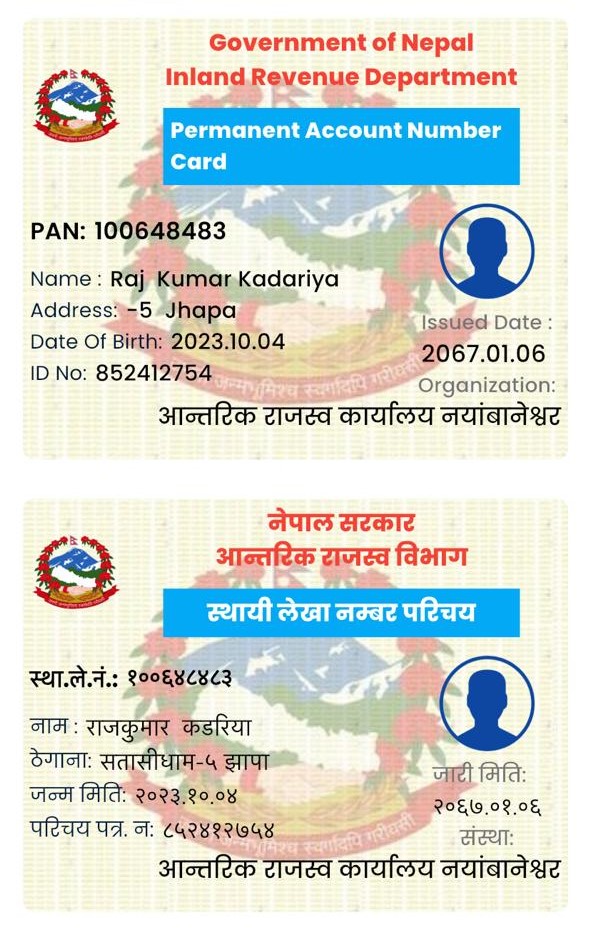 Government of Nepal
Inland Revenue Department
Permanent Account Number
Card
PAN: 100648483
Name : Raj Kumar Kadariya
Address: -5 Jhapa
Date Of Birth: 2023.10.04
ID No: 852412754
Issued Date :
2067.01.06
Organization:
जन्मभूमिश्च स्वर्गादपि गरीयसी
आन्तरिक राजस्व कार्यालय नयांबानेश्वर
नेपाल सरकार
आन्तरिक राजस्व विभाग
स्थायी लेखा नम्बर परिचय
स्था.ले.नं.: १००६४८४८३
नाम : राजकुमार कडरिया
ठेगाना: सतासीधाम-५ झापा
जन्म मिति: २०२३.१०.०४
परिचय पत्र. न: ८५२४१२७५४
जारी मिति:
२०६७.०१.०६
संस्था:
जन्मभूमिश्च स्वर्गादपि गरीयसी
आन्तरिक राजस्व कार्यालय नयांबानेश्वर